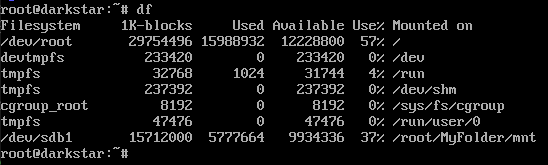 root@darkstar:~# df
Filesystem     1K-blocks     Used Available Use% Mounted on
/dev/root       29754496 15988932  12228800  57% /
devtmpfs          233420        0    233420   0% /dev
tmpfs              32768     1024     31744   4% /run
tmpfs             237392        0    237392   0% /dev/shm
cgroup_root         8192        0      8192   0% /sys/fs/cgroup
tmpfs              47476        0     47476   0% /run/user/0
/dev/sdb1       15712000  5777664   9934336  37% /root/MyFolder/mnt
root@darkstar:~#